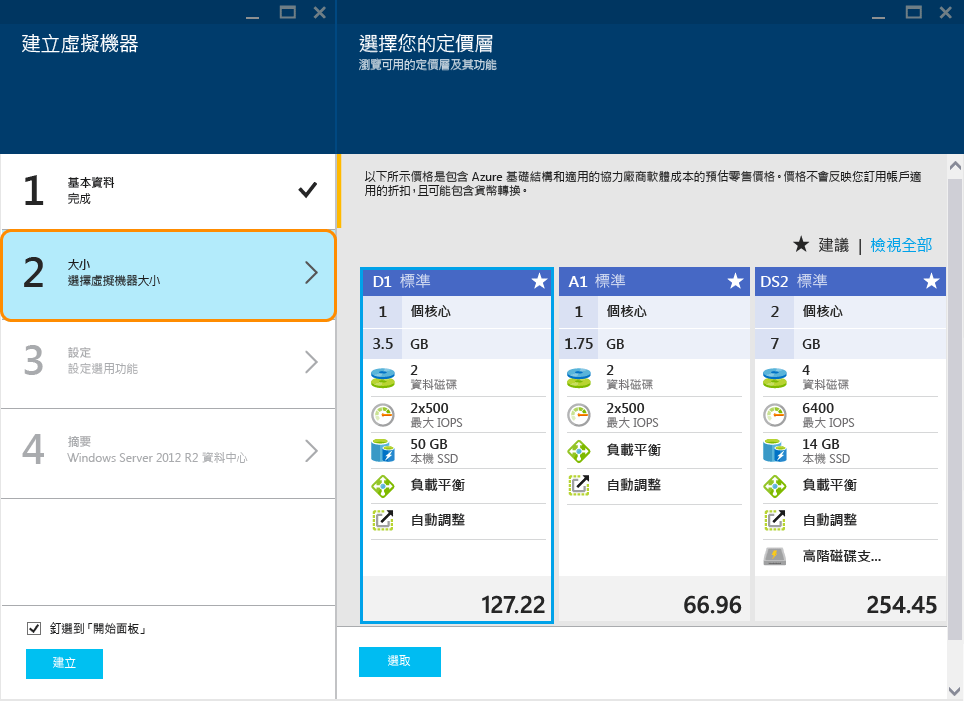 建立虛擬機器
1
基本資料
完成
2
大小
選擇虛擬機器大小
3
設定
設定選用功能
4
摘要
Windows Server 2012 R2 資料中心
釘選到「開始面板」
建立
選擇您的定價層
瀏覽可用的定價層及其功能
以下所示價格是包含 Azure 基礎結構和適用的協力廠商軟體成本的預估零售價格。價格不會反映您訂用帳戶適
用的折扣，且可能包含貨幣轉換。
★ 建議 | 檢視全部
D1 標準 ★
1 個核心
3.5 GB
2
資料磁碟
2x500
最大 IOPS
50 GB
本機 SSD
負載平衡
自動調整
127.22
A1 標準 ★
1 個核心
1.75 GB
2
資料磁碟
2x500
最大 IOPS
負載平衡
自動調整
66.96
DS2 標準 ★
2 個核心
7 GB
4
資料磁碟
6400
最大 IOPS
14 GB
本機 SSD
負載平衡
自動調整
高階磁碟支...
254.45
選取